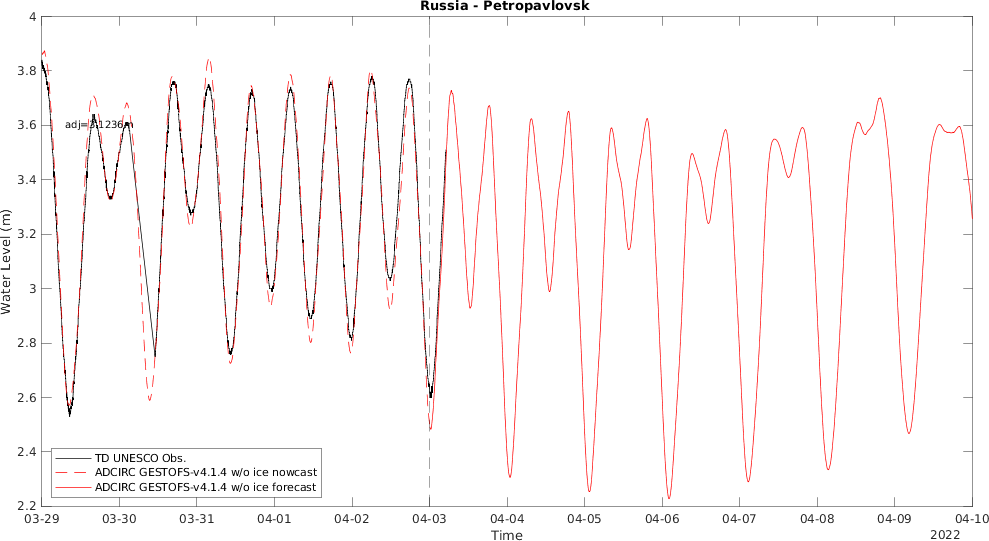 Russia - Petropavlovsk
4
3.8
3.6
3.4
3.2
3
2.8
2.6
2.4
2.2
Water Level (m)
adj=3.1236m
TD UNESCO Obs.
ADCIRC GESTOFS-v4.1.4 w/o ice nowcast
ADCIRC GESTOFS-v4.1.4 w/o ice forecast
03-29 03-30 03-31 04-01 04-02 04-03 04-04 04-05 04-06 04-07 04-08 04-09 04-10
Time
2022